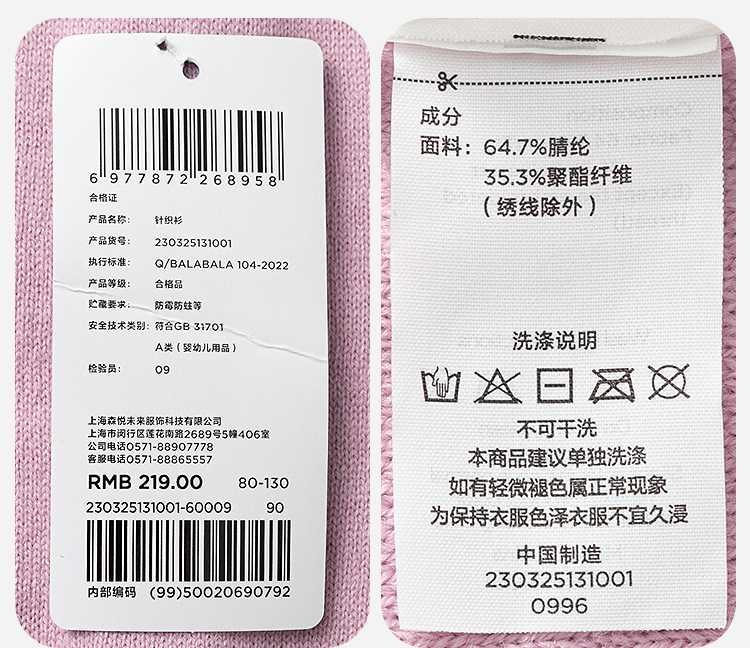 6 977872 268958
合格证
产品名称: 针织衫
产品货号: 230325131001
执行标准: Q/BALABALA 104-2022
产品等级: 合格品
贮藏要求: 防霉防蛀等
安全技术类别: 符合GB 31701
A类（婴幼儿用品）
检验员: 09
上海森悦未来服饰科技有限公司
上海市闵行区莲花南路2689号5幢406室
公司电话0571-88907778
客服电话0571-88865557
RMB 219.00 80-130
230325131001-60009 90
内部编码 (99)50020690792
成分
面料: 64.7%腈纶
35.3%聚酯纤维
（绣线除外）
洗涤说明
不可干洗
本商品建议单独洗涤
如有轻微褪色属正常现象
为保持衣服色泽衣服不宜久浸
中国制造
230325131001
0996